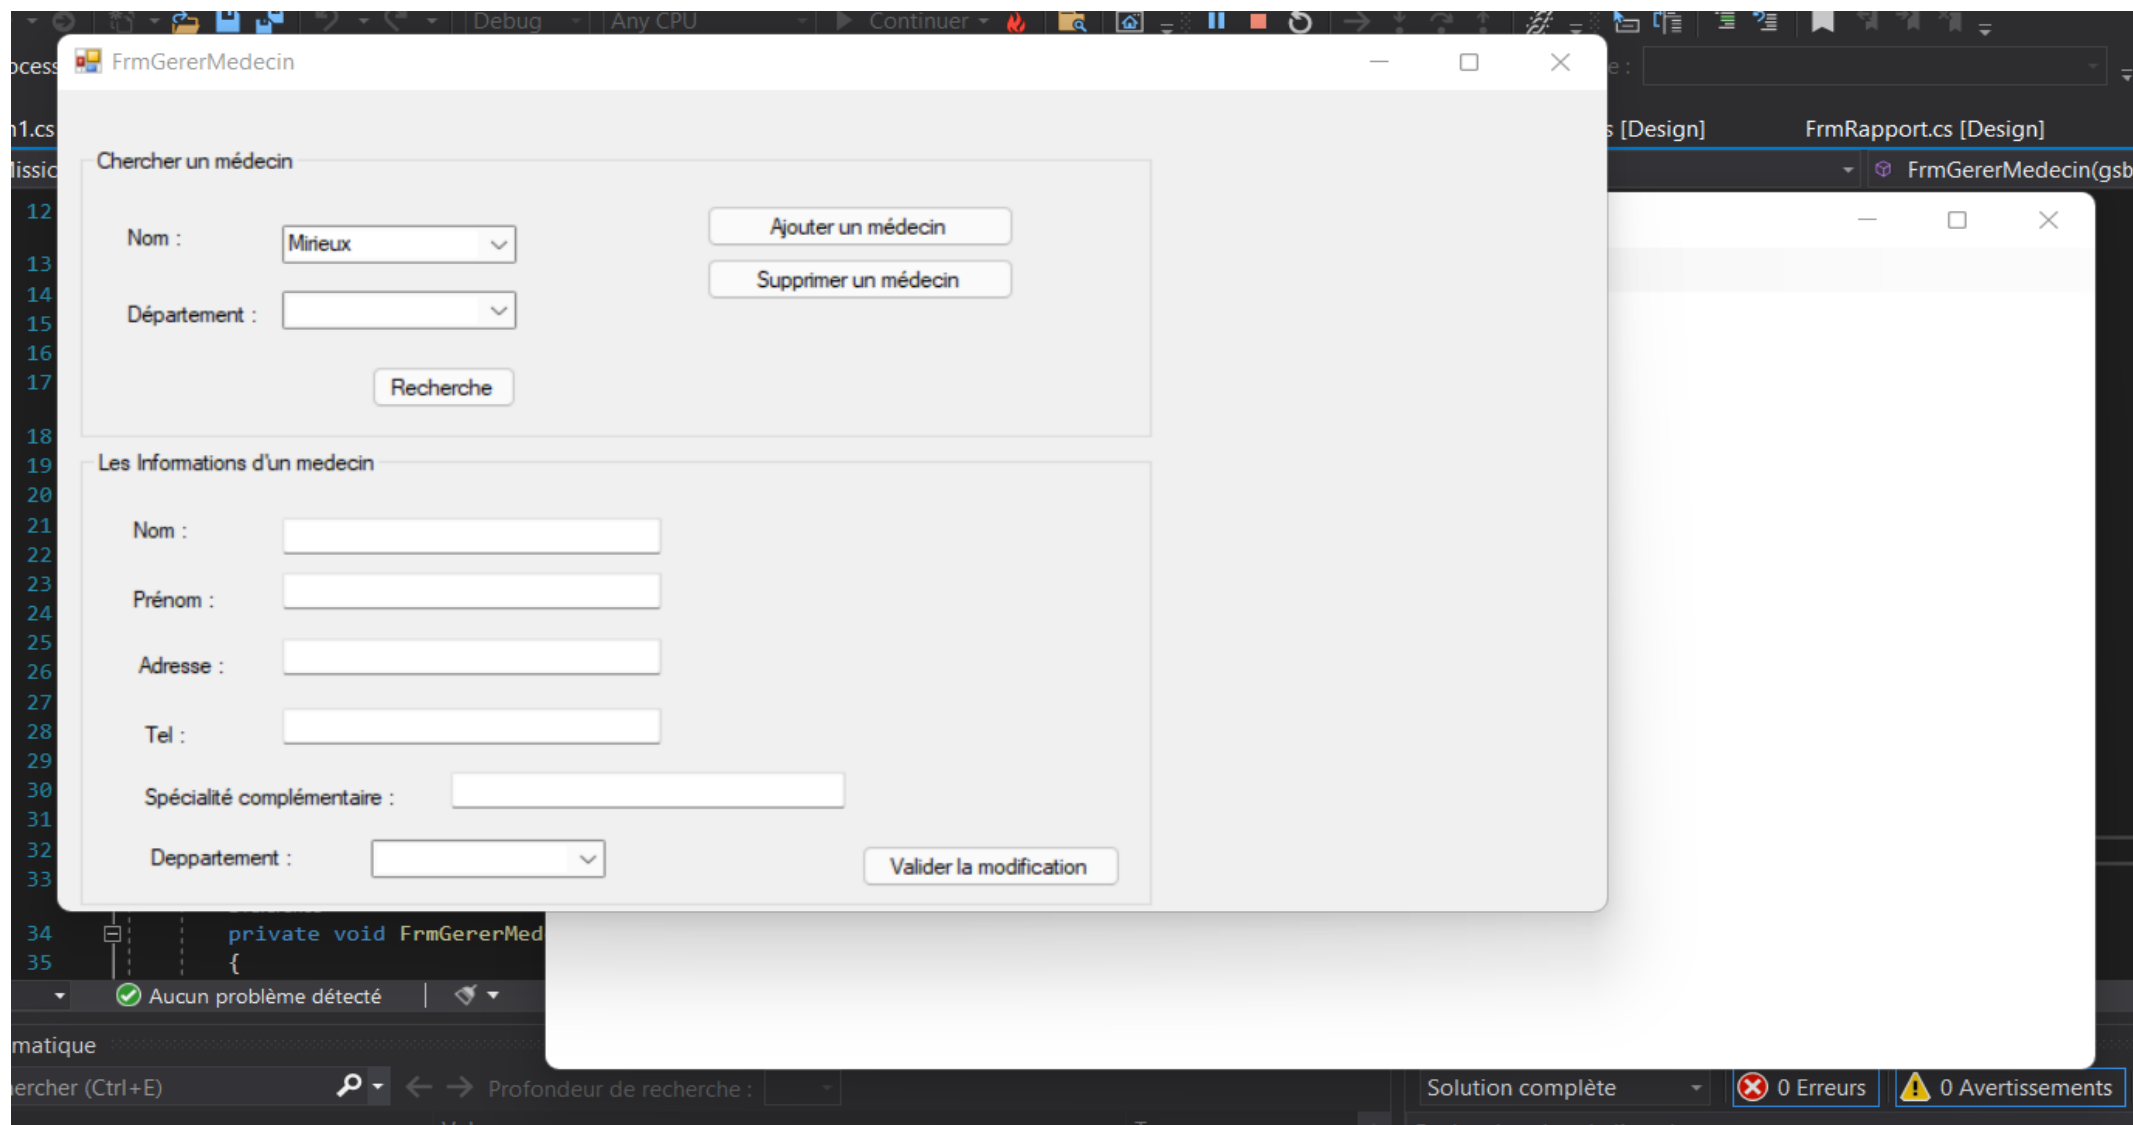 Debug Any CPU Continuer
FrmGererMedecin
e :
n1.cs
s [Design] FrmRapport.cs [Design]
FrmGererMedecin(gsb
Chercher un médecin
Nom : Mirieux
Ajouter un médecin
Supprimer un médecin
Département :
Recherche
Les Informations d'un medecin
Nom :
Prénom :
Adresse :
Tel :
Spécialité complémentaire :
Deppartement :
Valider la modification
12
13
14
15
16
17
18
19
20
21
22
23
24
25
26
27
28
29
30
31
32
33
34 private void FrmGererMed
35 {
Aucun problème détecté
matique
ercher (Ctrl+E) Profondeur de recherche :
Solution complète 0 Erreurs 0 Avertissements